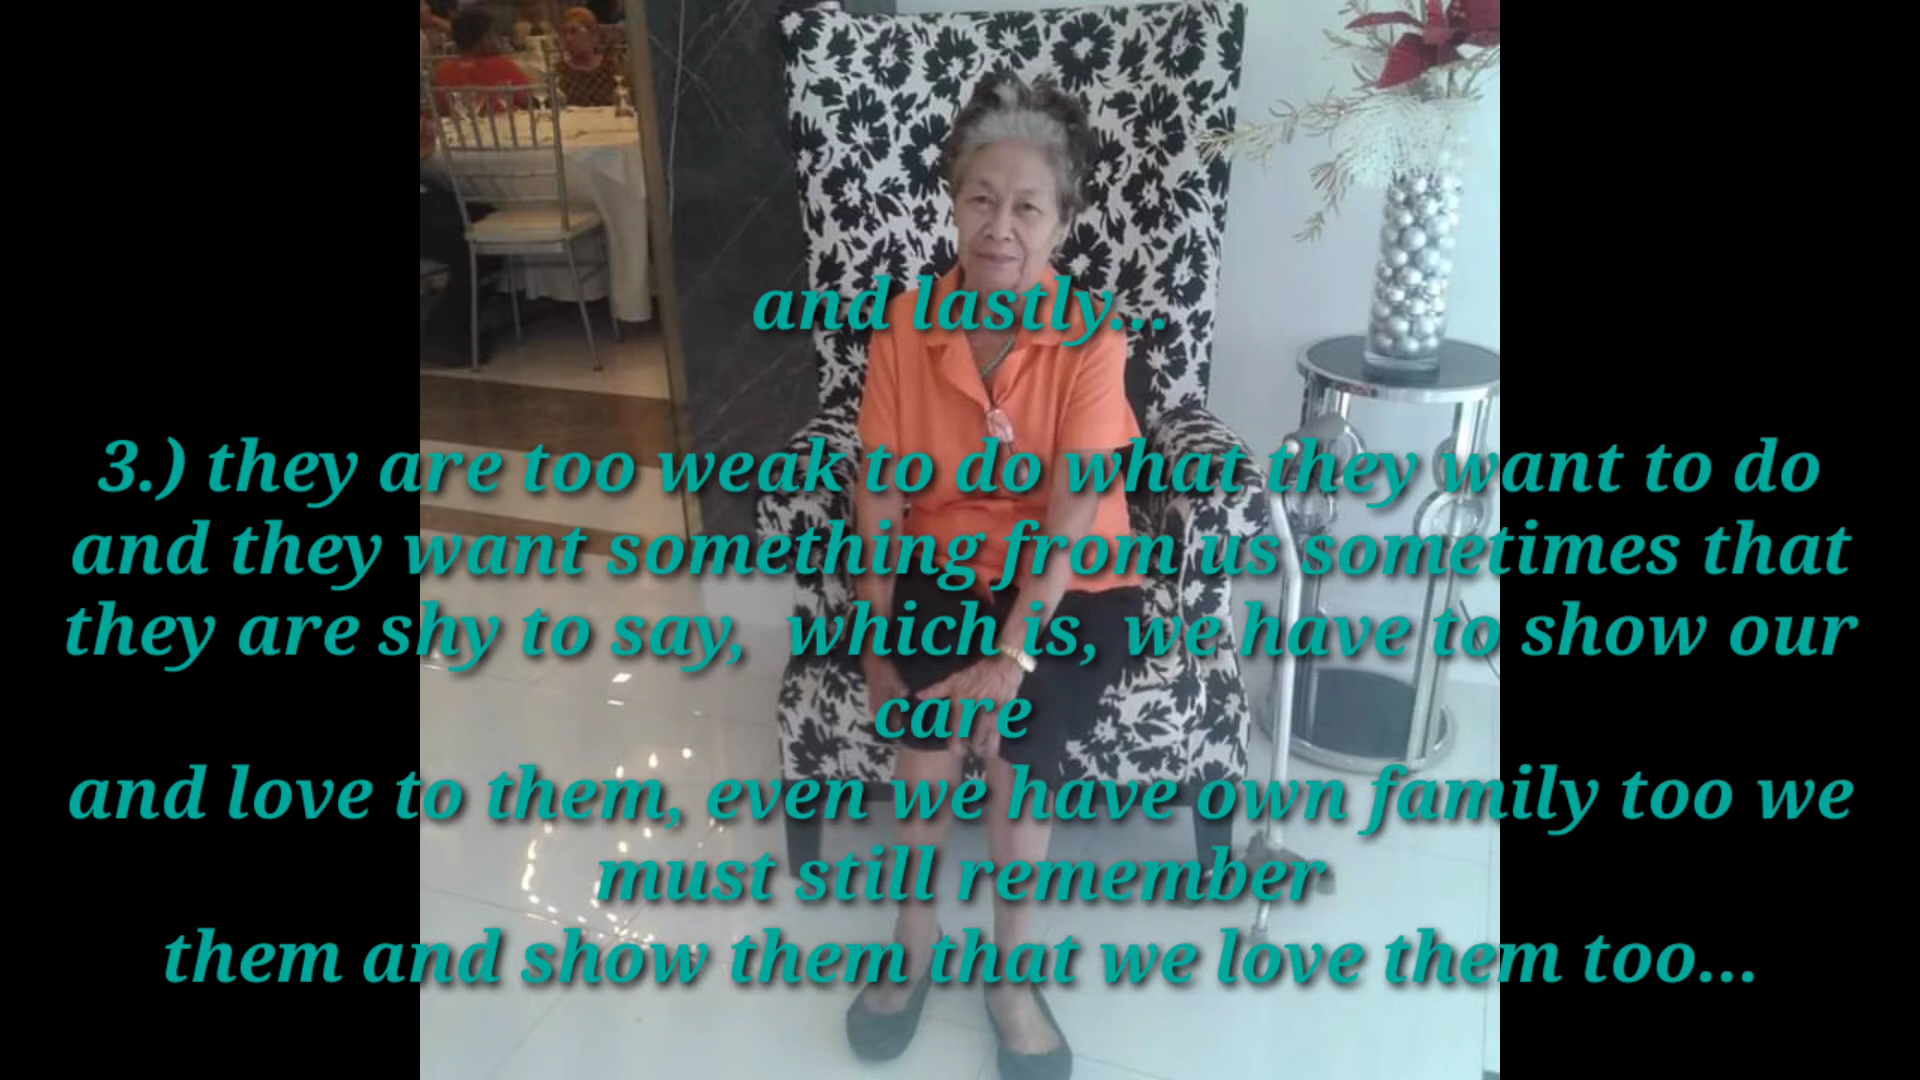 and lastly...
3.) they are too weak to do what they want to do
and they want something from us sometimes that
they are shy to say,  which is, we have to show our
care
and love to them, even we have own family too we
must still remember
them and show them that we love them too...